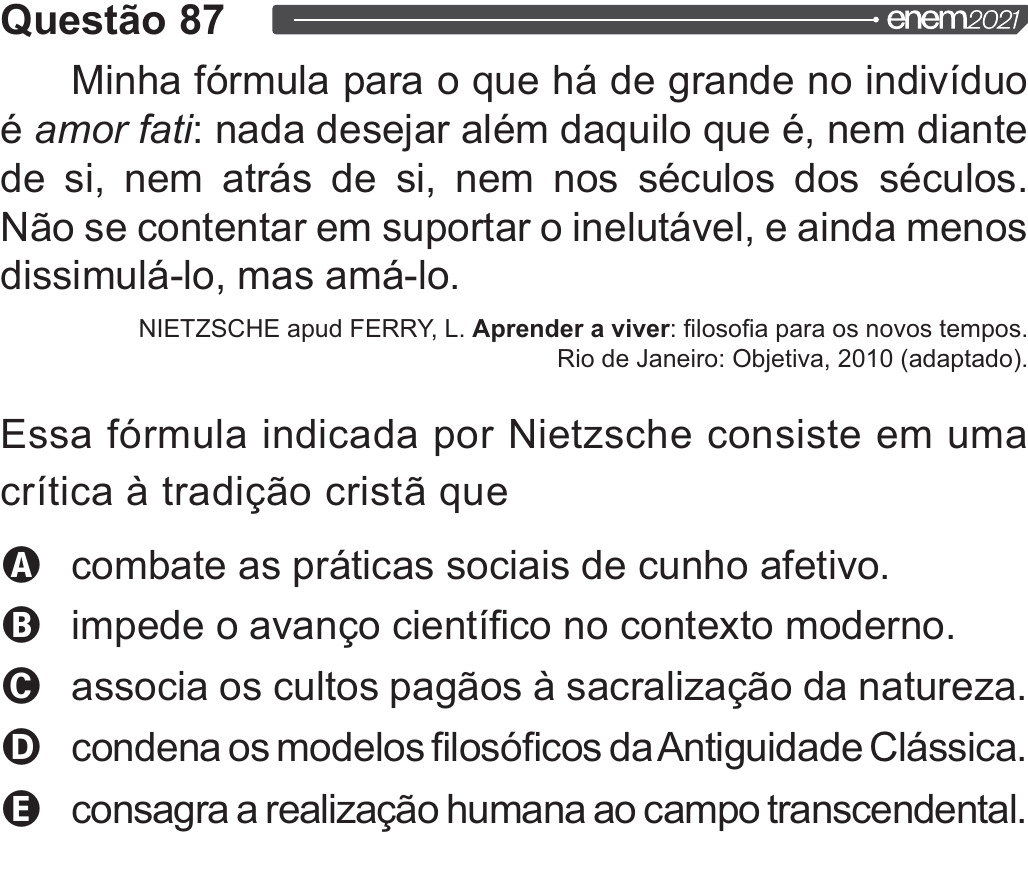 Questão 87
enem2021
Minha fórmula para o que há de grande no indivíduo
é amor fati: nada desejar além daquilo que é, nem diante
de si, nem atrás de si, nem nos séculos dos séculos.
Não se contentar em suportar o inelutável, e ainda menos
dissimulá-lo, mas amá-lo.
NIETZSCHE apud FERRY, L. Aprender a viver: filosofia para os novos tempos.
Rio de Janeiro: Objetiva, 2010 (adaptado).
Essa fórmula indicada por Nietzsche consiste em uma
crítica à tradição cristã que
A combate as práticas sociais de cunho afetivo.
B impede o avanço científico no contexto moderno.
C associa os cultos pagãos à sacralização da natureza.
D condena os modelos filosóficos da Antiguidade Clássica.
E consagra a realização humana ao campo transcendental.